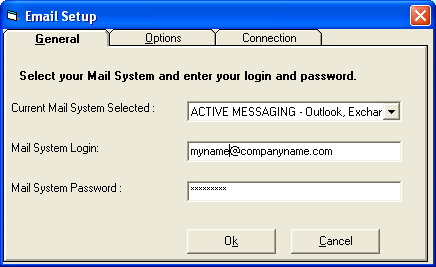 Email Setup
General Options Connection
Select your Mail System and enter your login and password.
Current Mail System Selected : ACTIVE MESSAGING - Outlook, Exchar
Mail System Login: myname@companyname.com
Mail System Password : *********
Ok Cancel